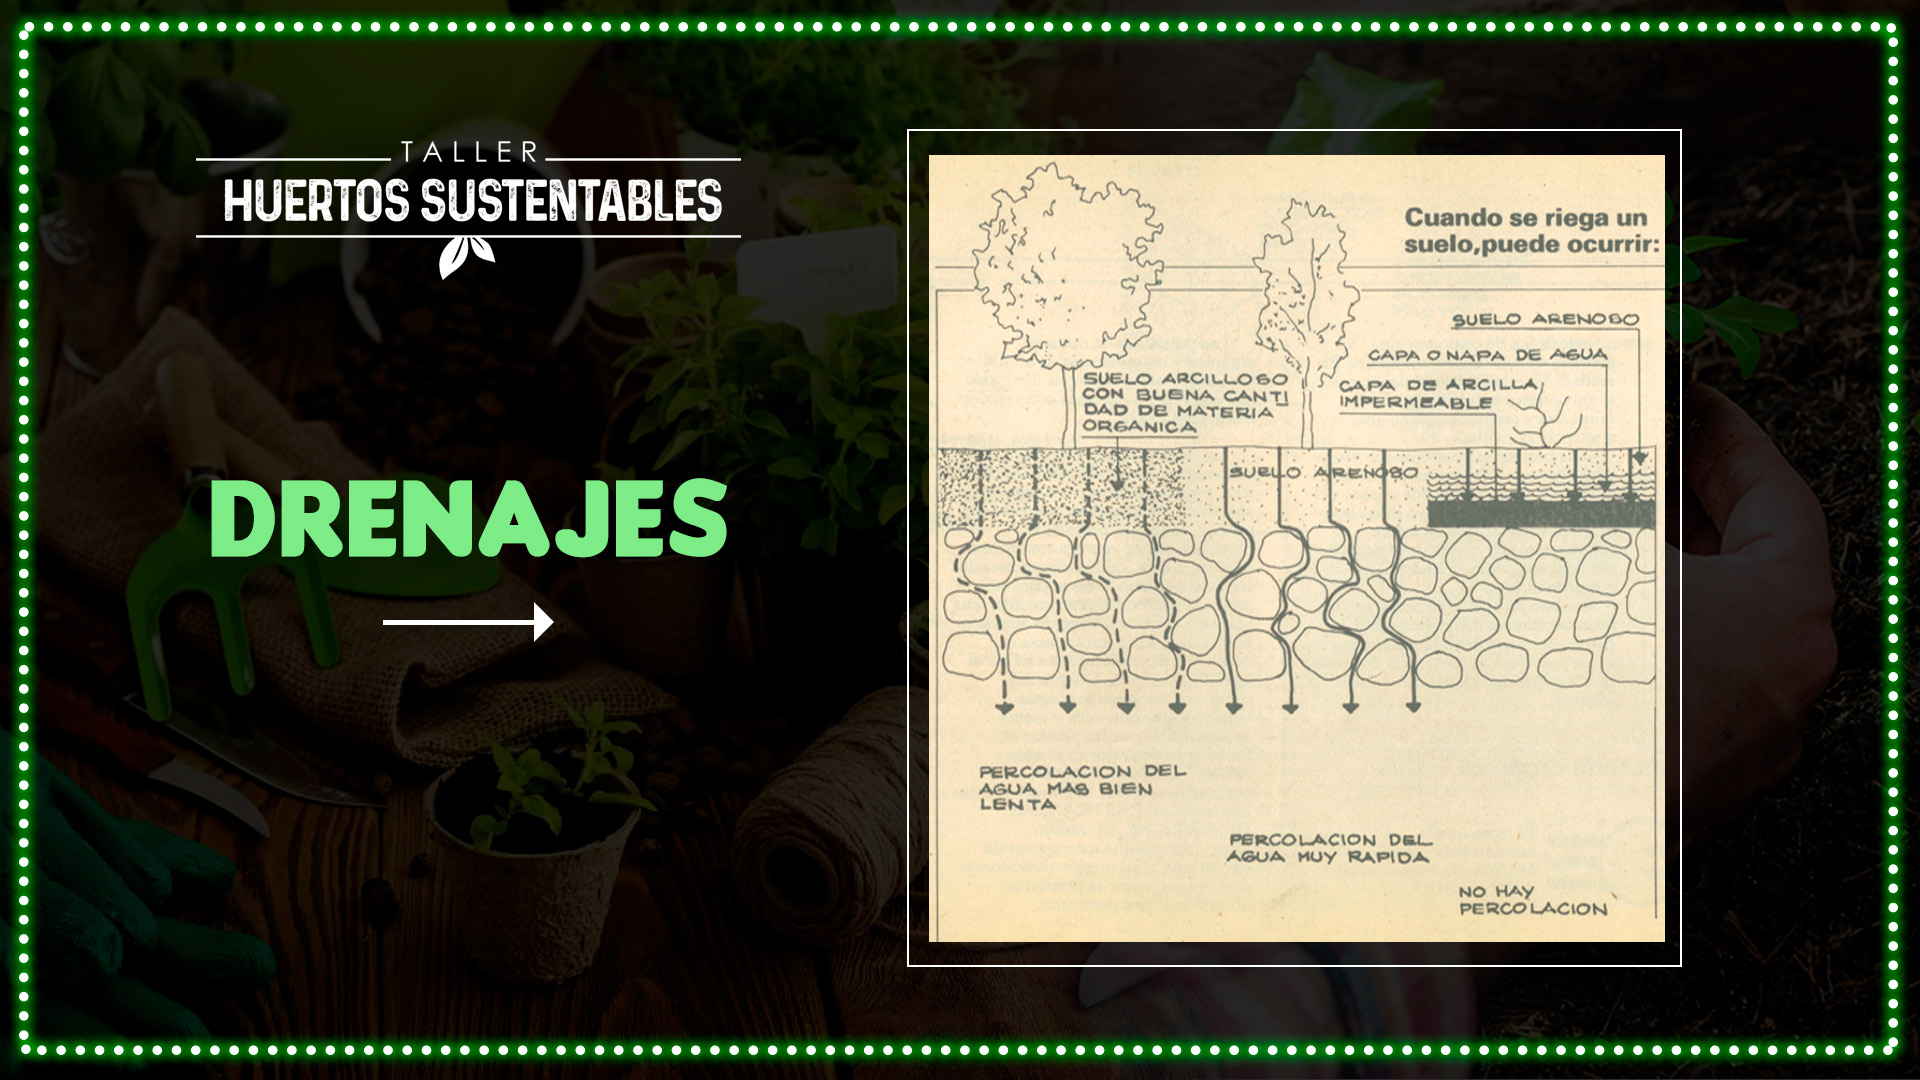 TALLER
HUERTOS SUSTENTABLES
DRENAJES
Cuando se riega un
suelo,puede ocurrir:
SUELO ARENOSO
CAPA O NAPA DE AGUA
CAPA DE ARCILLA
IMPERMEABLE
SUELO ARCILLOSO
CON BUENA CANTI
DAD DE MATERIA
ORGANICA
SUELO ARENOSO
PERCOLACION DEL
AGUA MAS BIEN
LENTA
PERCOLACION DEL
AGUA MUY RAPIDA
NO HAY
PERCOLACION